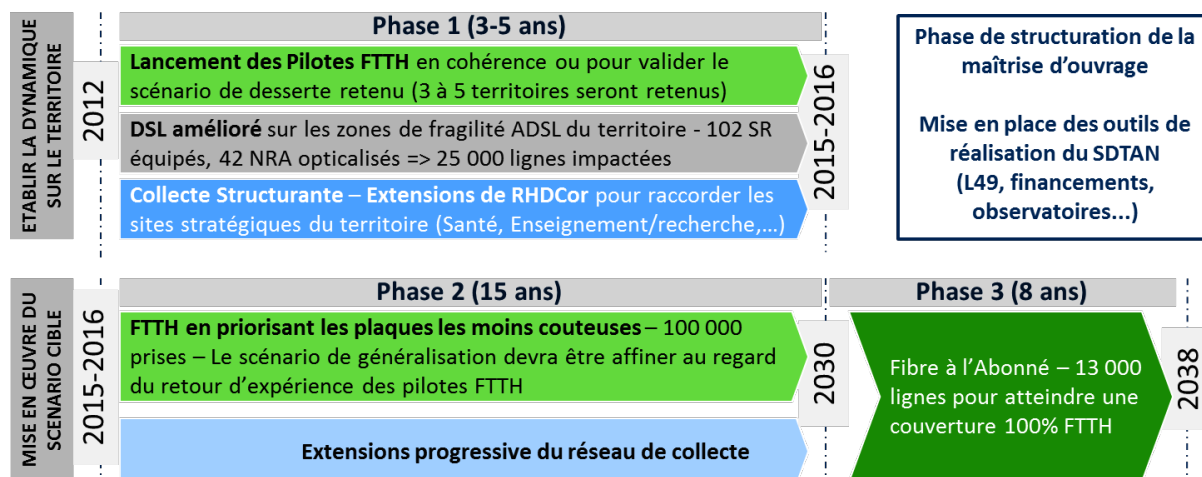 ETABLIR LA DYNAMIQUE
SUR LE TERRITOIRE
2012
Phase 1 (3-5 ans)
Lancement des Pilotes FTTH en cohérence ou pour valider le
scénario de desserte retenu (3 à 5 territoires seront retenus)
DSL amélioré sur les zones de fragilité ADSL du territoire - 102 SR
équipés, 42 NRA opticalisés => 25 000 lignes impactées
Collecte Structurante – Extensions de RHDCor pour raccorder les
sites stratégiques du territoire (Santé, Enseignement/recherche,...)
2015-2016
Phase de structuration de la
maîtrise d'ouvrage
Mise en place des outils de
réalisation du SDTAN
(L49, financements,
observatoires...)
MISE EN ŒUVRE DU
SCENARIO CIBLE
2015-2016
Phase 2 (15 ans)
FTTH en priorisant les plaques les moins couteuses – 100 000
prises – Le scénario de généralisation devra être affiner au regard
du retour d'expérience des pilotes FTTH
Extensions progressive du réseau de collecte
2030
Phase 3 (8 ans)
Fibre à l'Abonné – 13 000
lignes pour atteindre une
couverture 100% FTTH
2038